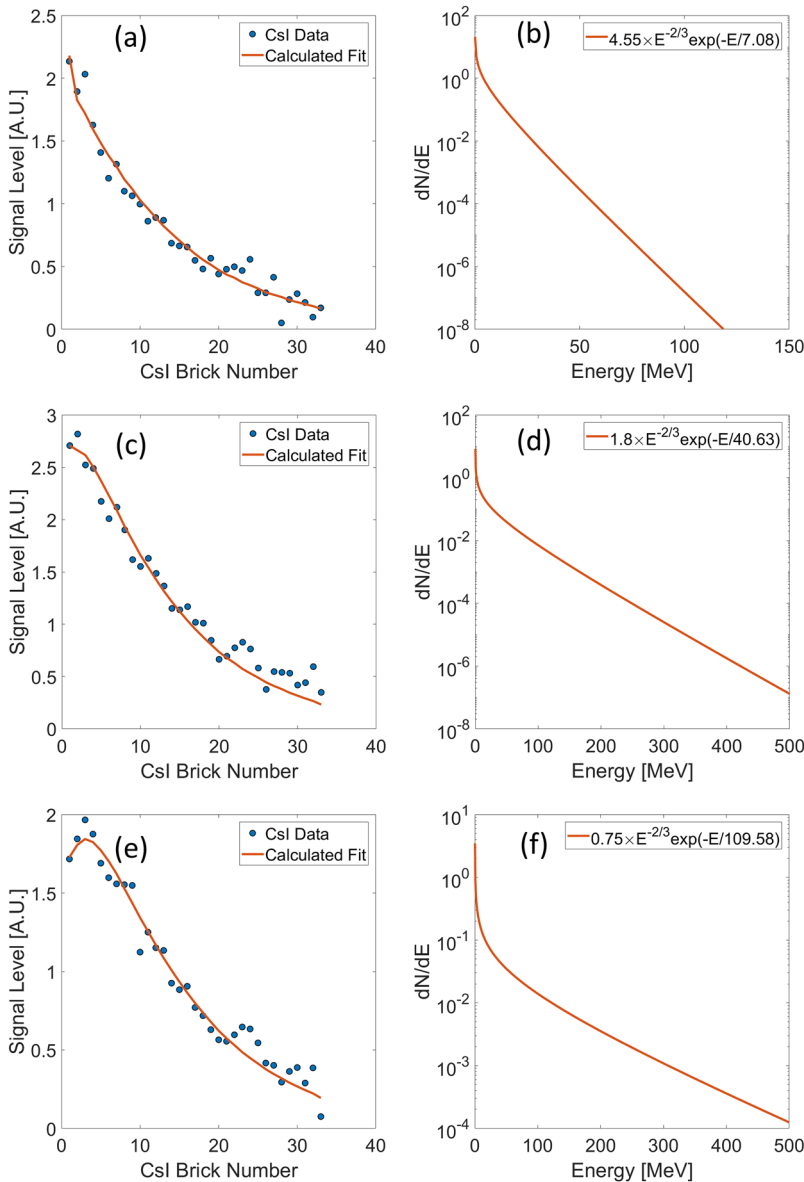 (a)
CsI Data
Calculated Fit
Signal Level [A.U.]
2.5
2
1.5
1
0.5
0
0 10 20 30 40
CsI Brick Number
(b)
4.55×E^-2/3exp(-E/7.08)
dN/dE
10^2
10^0
10^-2
10^-4
10^-6
10^-8
0 50 100 150
Energy [MeV]
(c)
CsI Data
Calculated Fit
Signal Level [A.U.]
3
2.5
2
1.5
1
0.5
0
0 10 20 30 40
CsI Brick Number
(d)
1.8×E^-2/3exp(-E/40.63)
dN/dE
10^2
10^0
10^-2
10^-4
10^-6
10^-8
0 100 200 300 400 500
Energy [MeV]
(e)
CsI Data
Calculated Fit
Signal Level [A.U.]
2
1.5
1
0.5
0
0 10 20 30 40
CsI Brick Number
(f)
0.75×E^-2/3exp(-E/109.58)
dN/dE
10^1
10^0
10^-1
10^-2
10^-3
10^-4
0 100 200 300 400 500
Energy [MeV]